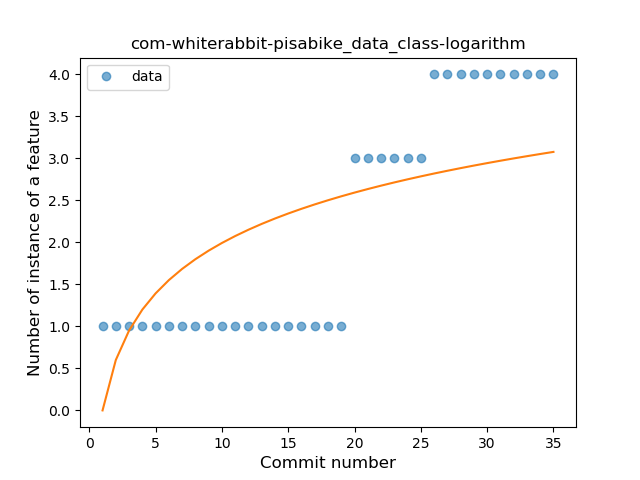 com-whiterabbit-pisabike_data_class-logarithm
data
Number of instance of a feature
4.0
3.5
3.0
2.5
2.0
1.5
1.0
0.5
0.0
0 5 10 15 20 25 30 35
Commit number